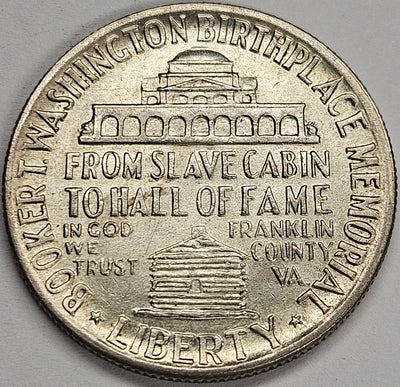 BOOKER T. WASHINGTON BIRTHPLACE MEMORIAL
FROM SLAVE CABIN
TO HALL OF FAME
IN GOD
WE
TRUST
FRANKLIN
COUNTY
VA.
LIBERTY